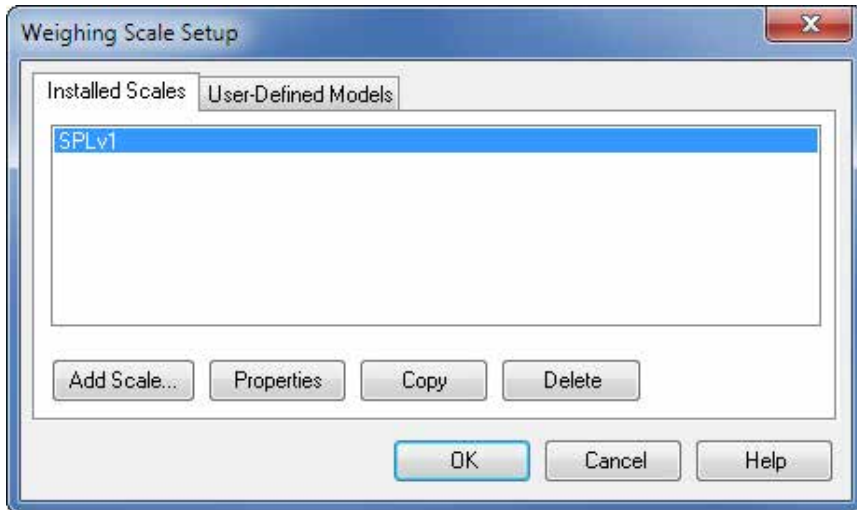 Weighing Scale Setup
Installed Scales User-Defined Models
SPLv1
Add Scale... Properties Copy Delete
OK Cancel Help